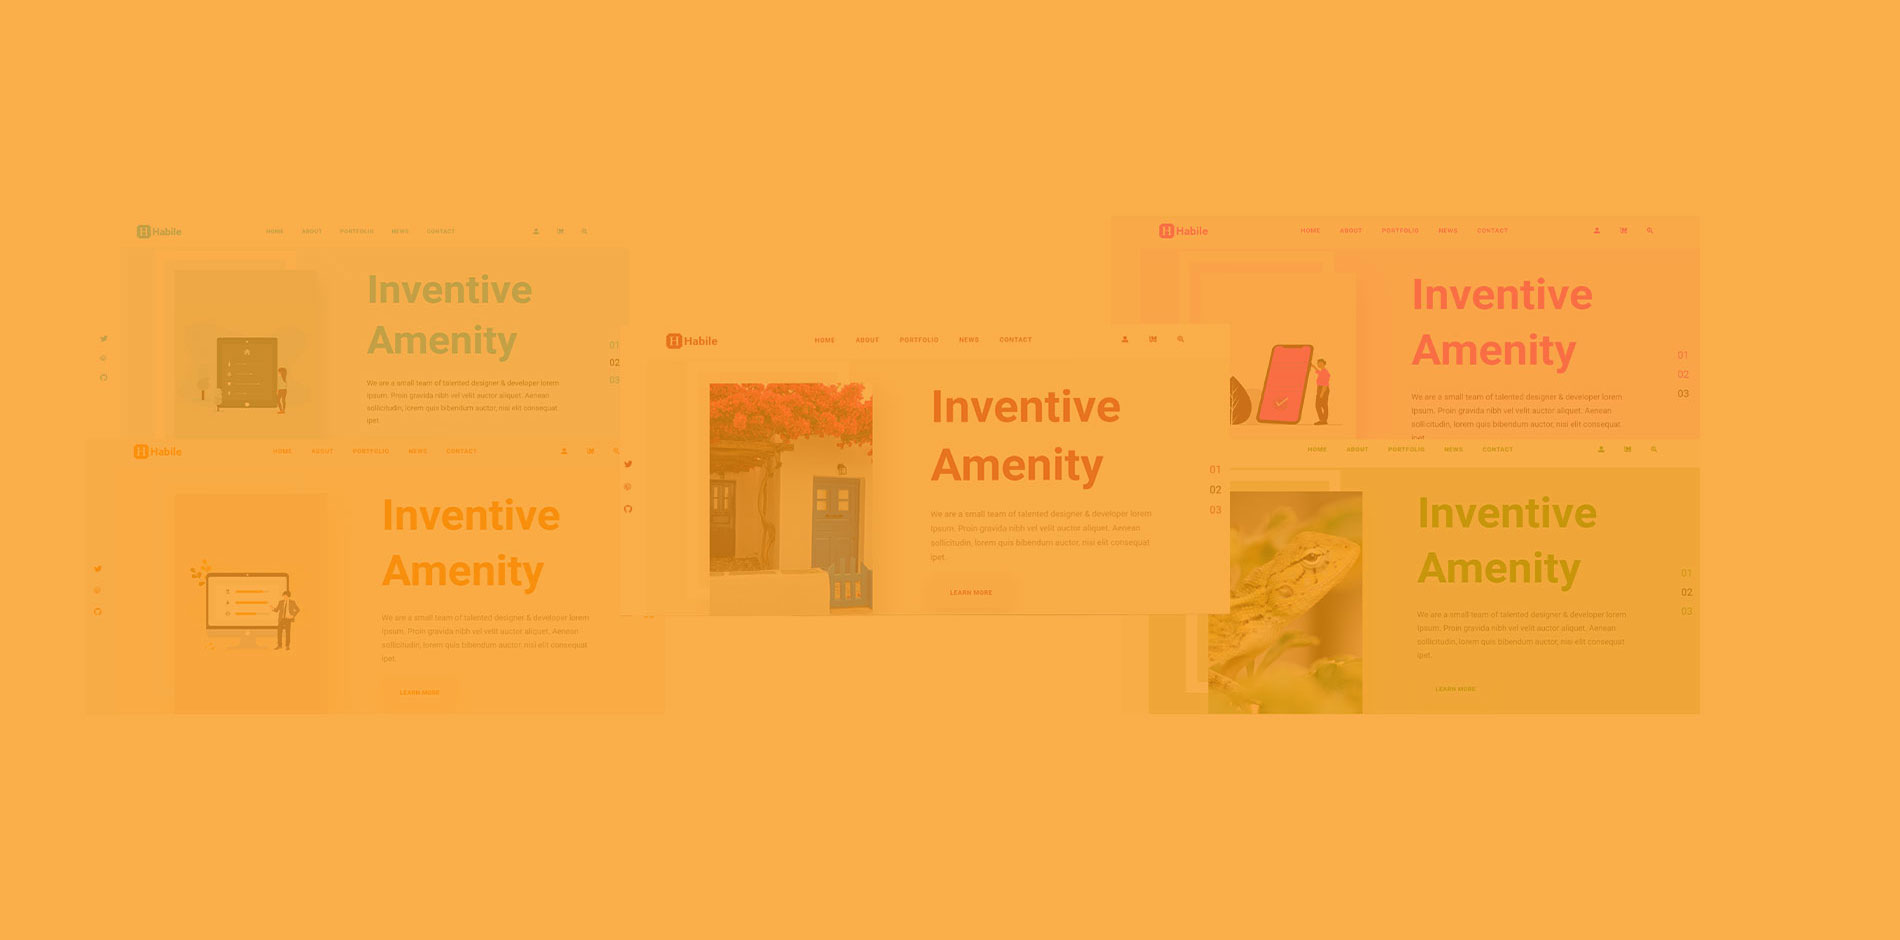 Habile
HOME ABOUT PORTFOLIO NEWS CONTACT
Inventive
Amenity
01
02
03
We are a small team of talented designer & developer lorem
ipsum. Proin gravida nibh vel velit auctor aliquet. Aenean
sollicitudin, lorem quis bibendum auctor, nisi elit consequat
ipet.
Habile
HOME ABOUT PORTFOLIO NEWS CONTACT
Inventive
Amenity
01
02
03
We are a small team of talented designer & developer lorem
ipsum. Proin gravida nibh vel velit auctor aliquet. Aenean
sollicitudin, lorem quis bibendum auctor, nisi elit consequat
ipet.
Habile
HOME ABOUT PORTFOLIO NEWS CONTACT
Inventive
Amenity
01
02
03
We are a small team of talented designer & developer lorem
ipsum. Proin gravida nibh vel velit auctor aliquet. Aenean
sollicitudin, lorem quis bibendum auctor, nisi elit consequat
ipet.
LEARN MORE
Habile
HOME ABOUT PORTFOLIO NEWS CONTACT
Inventive
Amenity
We are a small team of talented designer & developer lorem
ipsum. Proin gravida nibh vel velit auctor aliquet. Aenean
sollicitudin, lorem quis bibendum auctor, nisi elit consequat
ipet.
LEARN MORE
HOME ABOUT PORTFOLIO NEWS CONTACT
Inventive
Amenity
01
02
03
We are a small team of talented designer & developer lorem
ipsum. Proin gravida nibh vel velit auctor aliquet. Aenean
sollicitudin, lorem quis bibendum auctor, nisi elit consequat
ipet.
LEARN MORE